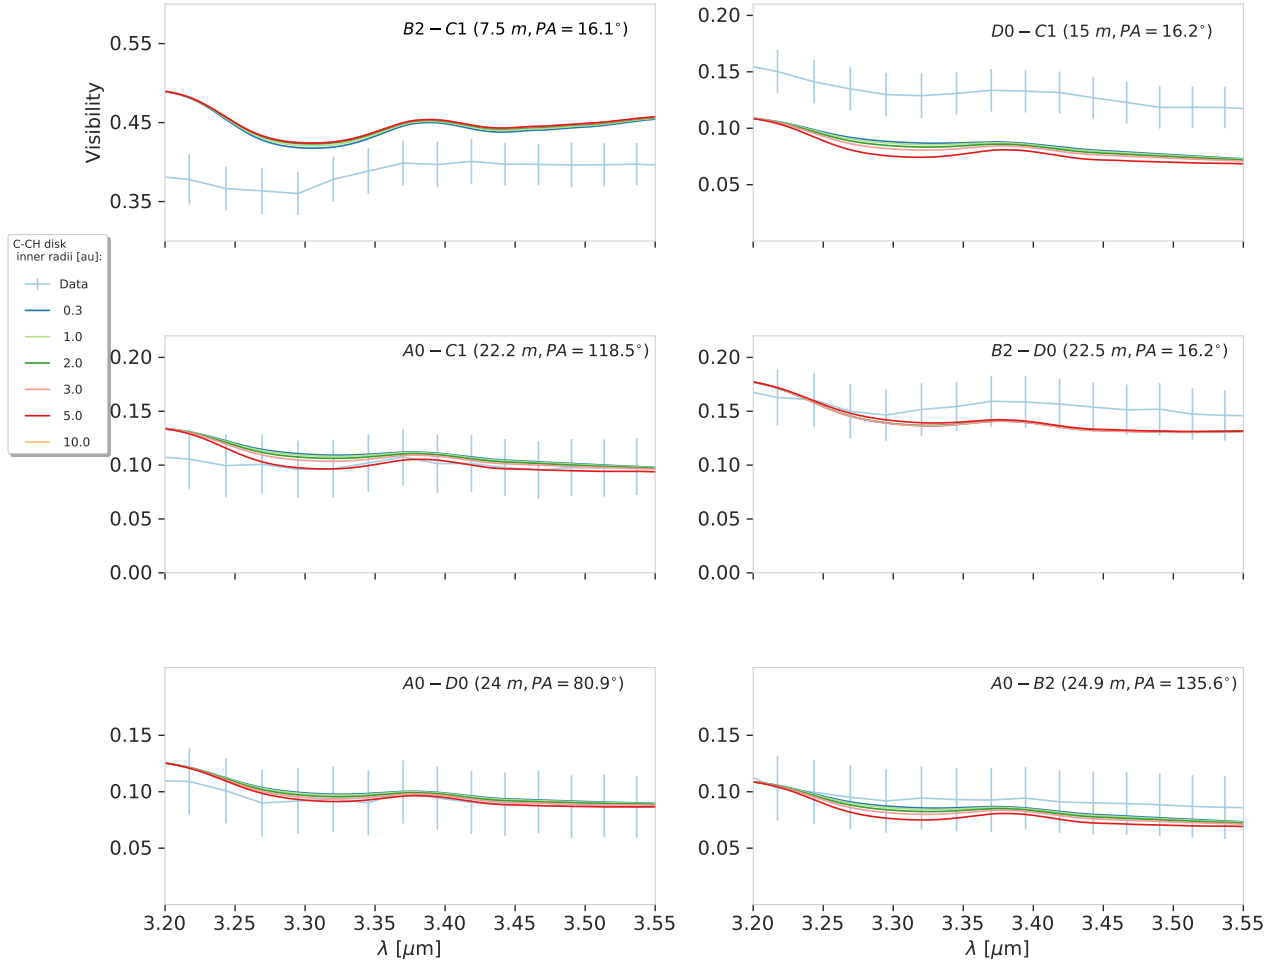 B2 − C1 (7.5 m, PA = 16.1°)
0.55
0.45
0.35
Visibility
D0 − C1 (15 m, PA = 16.2°)
0.20
0.15
0.10
0.05
C-CH disk
inner radii [au]:
Data
0.3
1.0
2.0
3.0
5.0
10.0
A0 − C1 (22.2 m, PA = 118.5°)
0.20
0.15
0.10
0.05
0.00
B2 − D0 (22.5 m, PA = 16.2°)
0.20
0.15
0.10
0.05
0.00
A0 − D0 (24 m, PA = 80.9°)
0.15
0.10
0.05
3.20 3.25 3.30 3.35 3.40 3.45 3.50 3.55
λ [μm]
A0 − B2 (24.9 m, PA = 135.6°)
0.15
0.10
0.05
3.20 3.25 3.30 3.35 3.40 3.45 3.50 3.55
λ [μm]